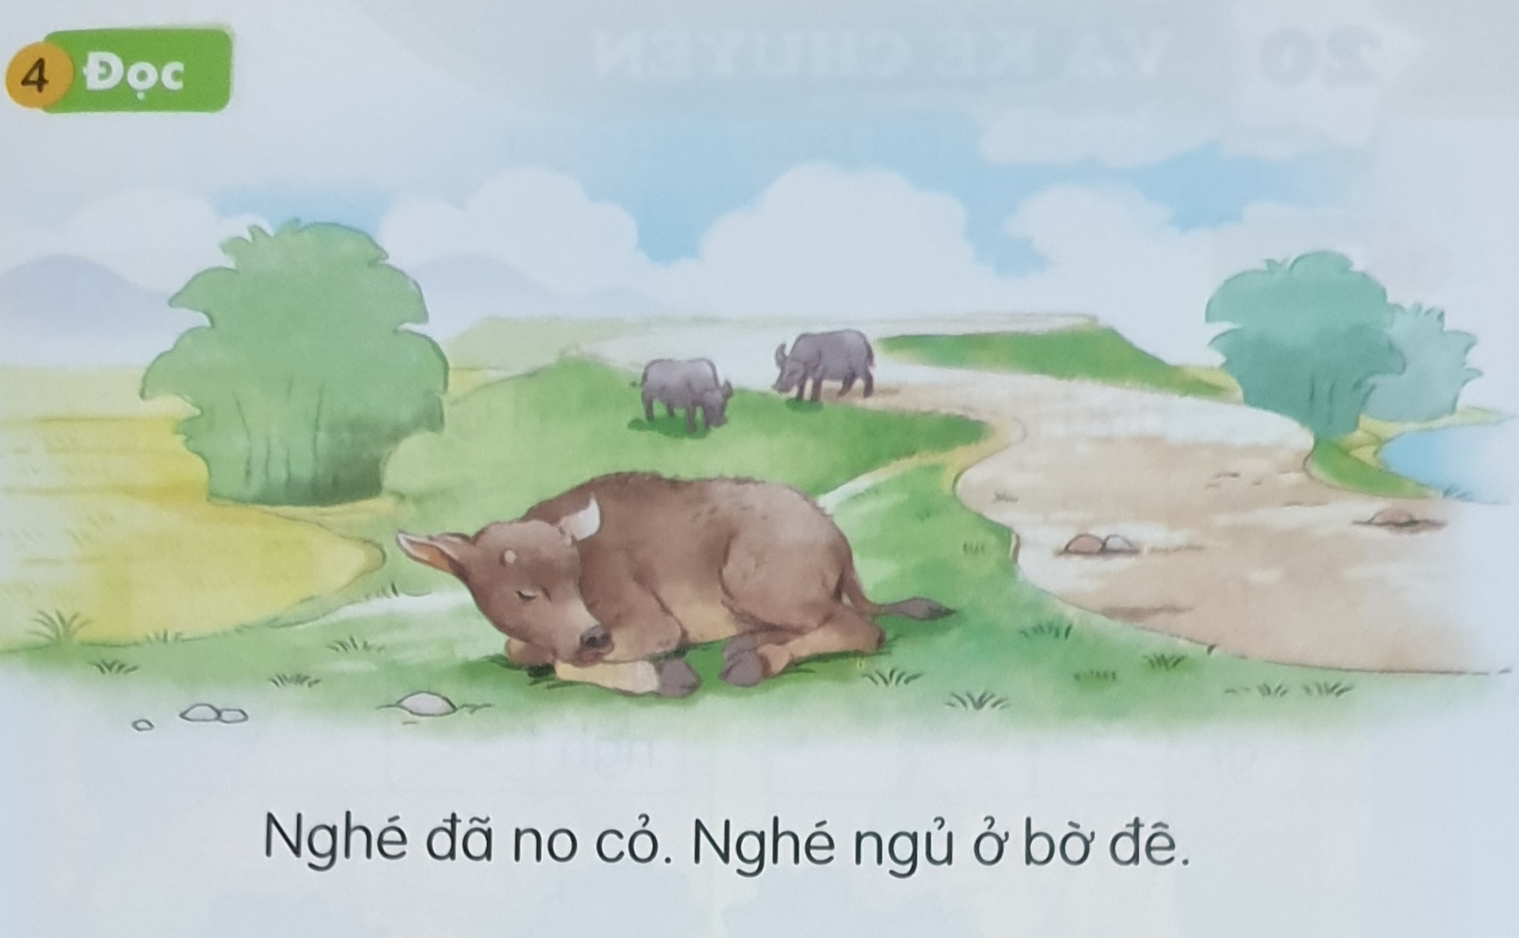 4 Đọc
Nghé đã no cỏ. Nghé ngủ ở bờ đê.